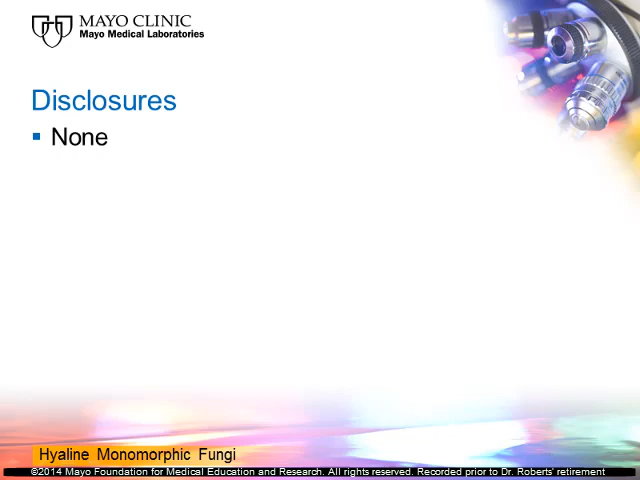 MAYO CLINIC
Mayo Medical Laboratories
Disclosures
▪ None
Hyaline Monomorphic Fungi
©2014 Mayo Foundation for Medical Education and Research. All rights reserved. Recorded prior to Dr. Roberts' retirement